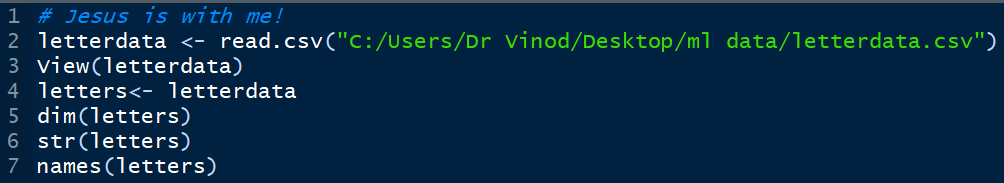 1 # Jesus is with me!
2 letterdata <- read.csv("C:/Users/Dr Vinod/Desktop/ml data/letterdata.csv")
3 View(letterdata)
4 letters<- letterdata
5 dim(letters)
6 str(letters)
7 names(letters)